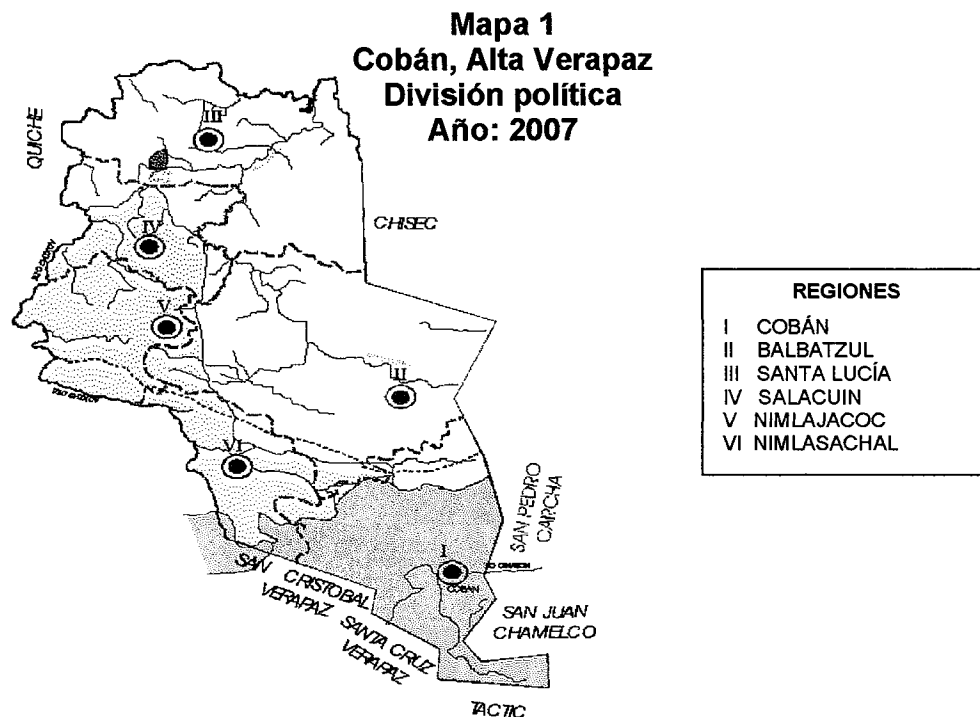 Mapa 1
Cobán, Alta Verapaz
División política
Año: 2007
QUICHE
III
CHISEC
IV
V
II
VI
SAN PEDRO
CARCHA
I
COBAN
SAN CRISTOBAL
VERAPAZ
SANTA CRUZ
VERAPAZ
SAN JUAN
CHAMELCO
TACTIC
REGIONES
I COBÁN
II BALBATZUL
III SANTA LUCÍA
IV SALACUIN
V NIMLAJACOC
VI NIMLASACHAL